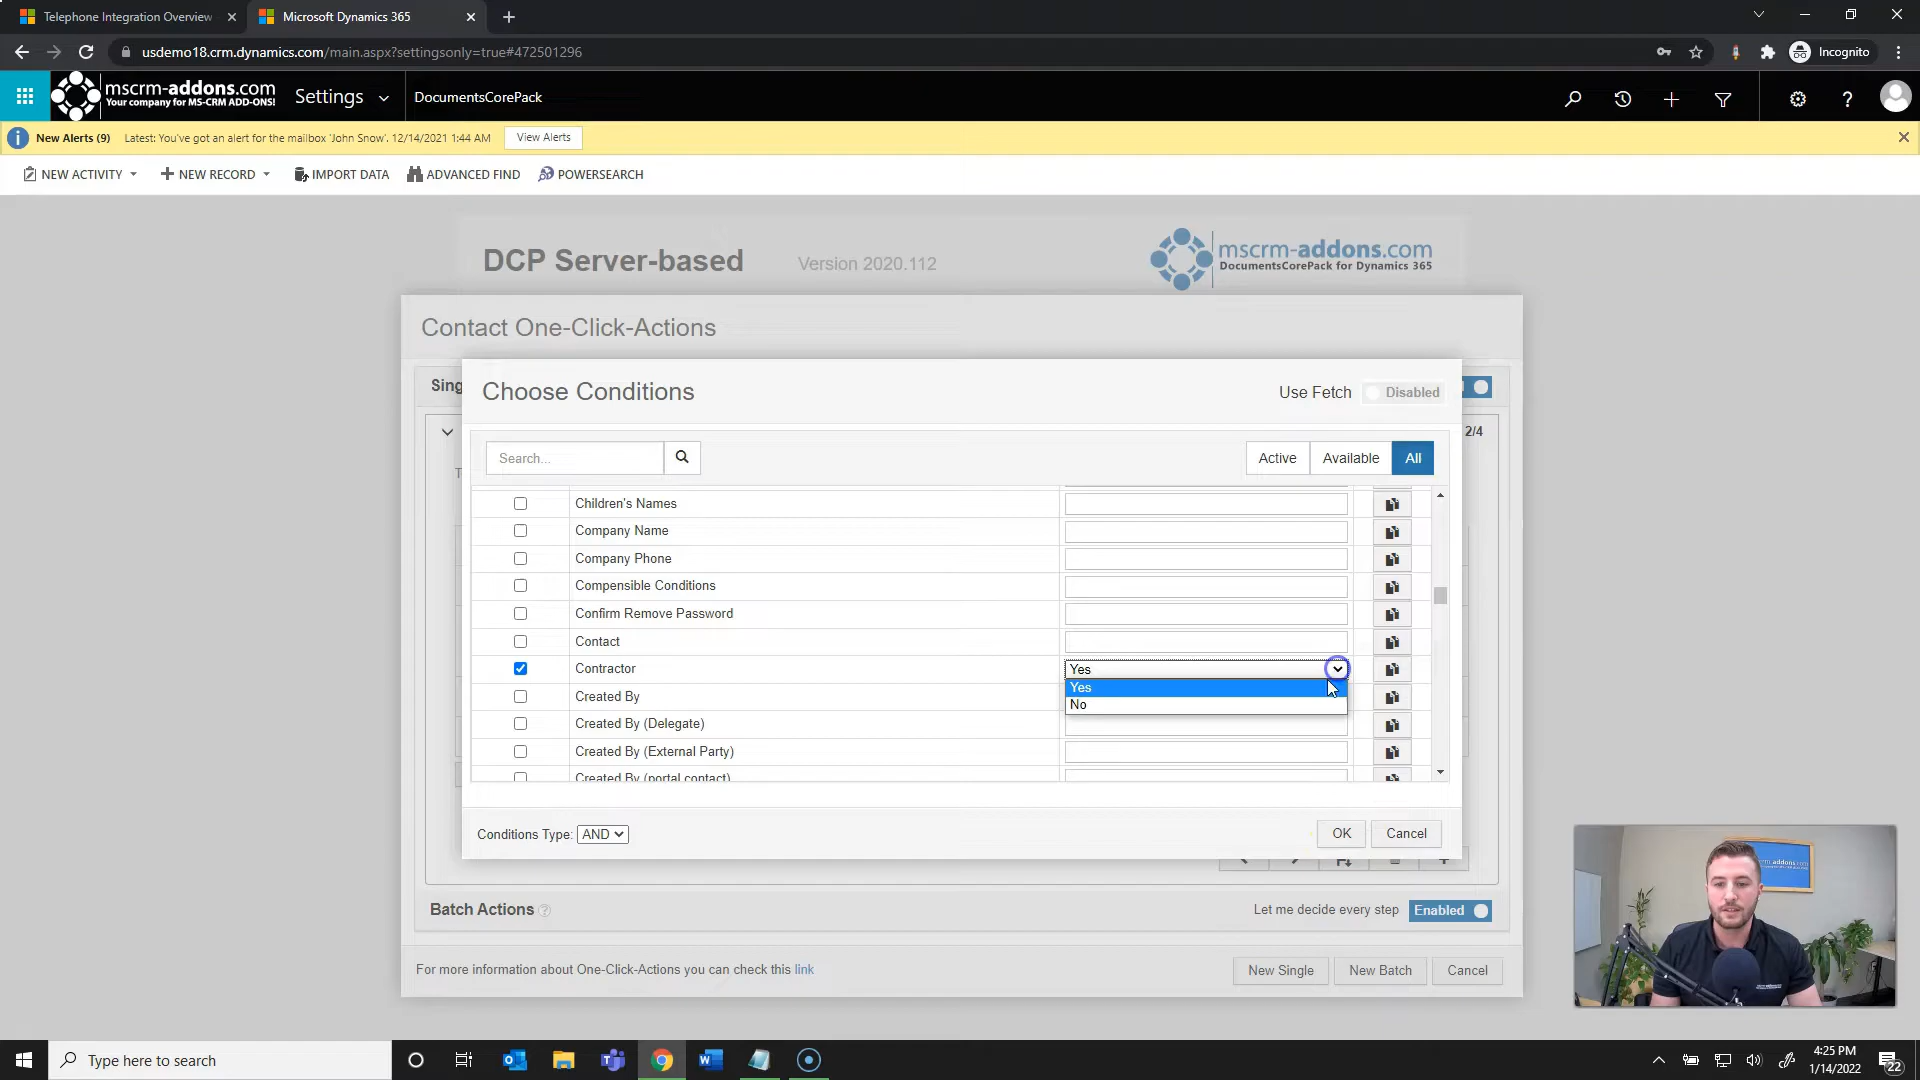 Telephone Integration Overview
Microsoft Dynamics 365
usdemo18.crm.dynamics.com/main.aspx?settingsonly=true#472501296
Incognito
mscrm-addons.com
Your company for MS-CRM ADD-ONS!
Settings
DocumentsCorePack
New Alerts (9) Latest: You've got an alert for the mailbox 'John Snow'. 12/14/2021 1:44 AM View Alerts
NEW ACTIVITY NEW RECORD IMPORT DATA ADVANCED FIND POWERSEARCH
DCP Server-based Version 2020.112
mscrm-addons.com
DocumentsCorePack for Dynamics 365
Contact One-Click-Actions
Sing
2/4
Choose Conditions
Use Fetch Disabled
Search...
Active Available All
Children's Names
Company Name
Company Phone
Compensible Conditions
Confirm Remove Password
Contact
Contractor Yes
Yes
No
Created By
Created By (Delegate)
Created By (External Party)
Created By (portal contact)
Conditions Type: AND
OK Cancel
Batch Actions
Let me decide every step Enabled
For more information about One-Click-Actions you can check this link
New Single New Batch Cancel
Type here to search
4:25 PM
1/14/2022
22